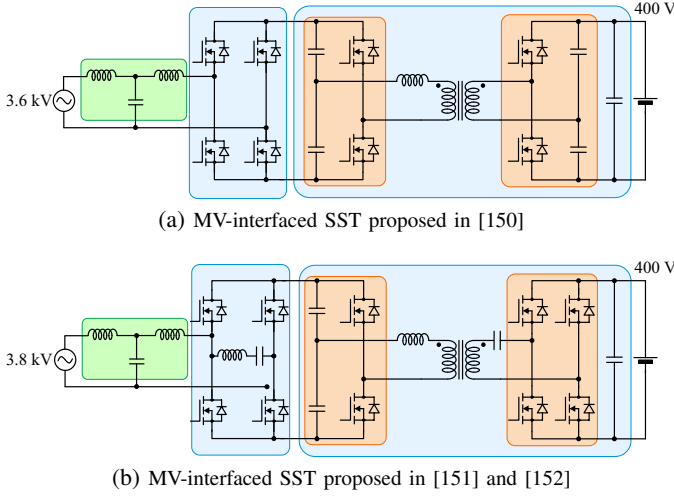 400 V
3.6 kV
(a) MV-interfaced SST proposed in [150]
400 V
3.8 kV
(b) MV-interfaced SST proposed in [151] and [152]